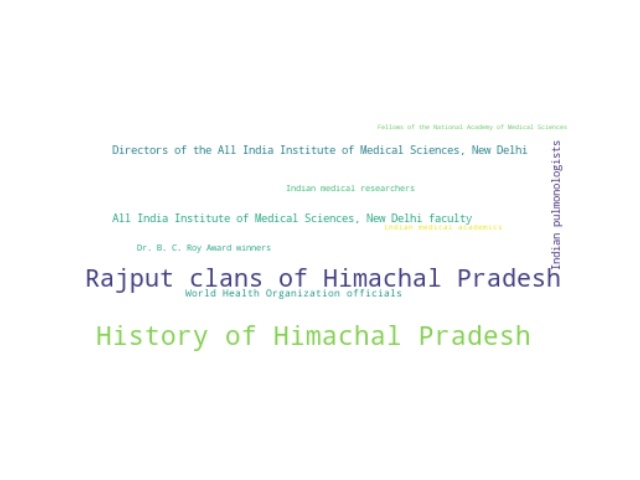 Fellows of the National Academy of Medical Sciences
Directors of the All India Institute of Medical Sciences, New Delhi
Indian pulmonologists
Indian medical researchers
All India Institute of Medical Sciences, New Delhi faculty
Indian medical academics
Dr. B. C. Roy Award winners
Rajput clans of Himachal Pradesh
World Health Organization officials
History of Himachal Pradesh